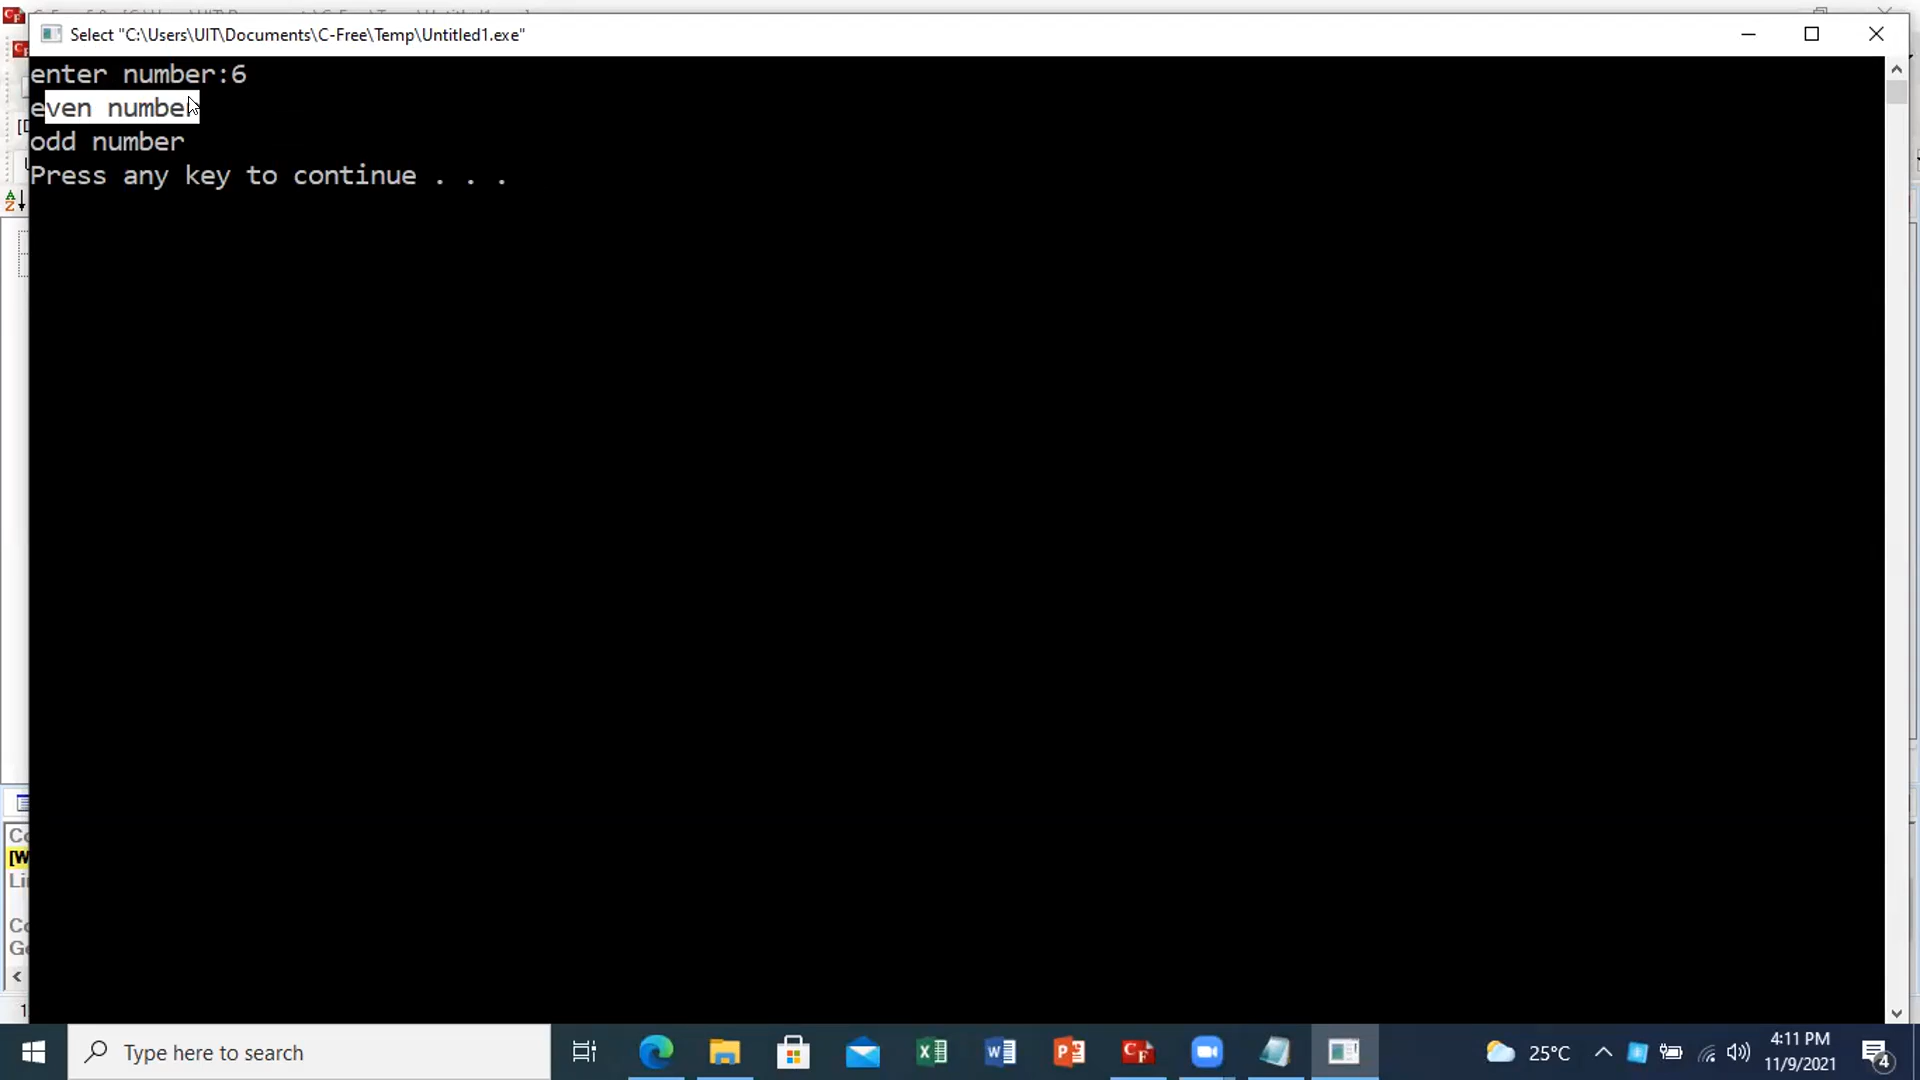 Select "C:\Users\UIT\Documents\C-Free\Temp\Untitled1.exe"
enter number:6
even number
odd number
Press any key to continue . . .
Type here to search
25°C
4:11 PM
11/9/2021
4